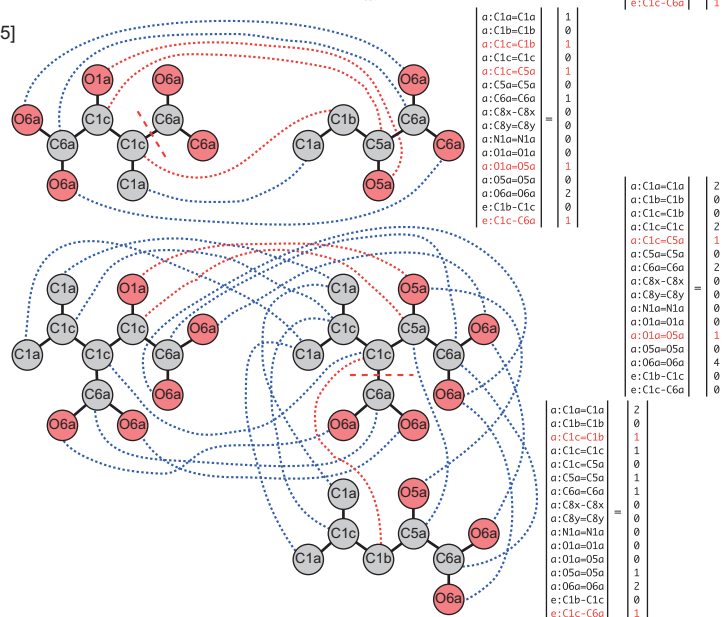 e:C1c-C6a 1
5]
O1a O6a
O6a C1c C6a
C6a C1c C6a
O6a C1a
O6a
C1b C6a
C1a C5a C6a
O5a
a:C1a=C1a 1
a:C1b=C1b 0
a:C1c=C1b 1
a:C1c=C1c 0
a:C1c=C5a 1
a:C5a=C5a 0
a:C6a=C6a 1
a:C8x-C8x 0
a:C8y=C8y = 0
a:N1a=N1a 0
a:O1a=O1a 0
a:O1a=O5a 1
a:O5a=O5a 0
a:O6a=O6a 2
e:C1b-C1c 0
e:C1c-C6a 1
C1a O1a
C1c C1c O6a
C1a C1c C6a
C6a O6a
O6a O6a
C1a O5a
C1c C5a O6a
C1a C1c C6a
C6a O6a
O6a O6a
a:C1a=C1a 2
a:C1b=C1b 0
a:C1c=C1b 0
a:C1c=C1c 2
a:C1c=C5a 1
a:C5a=C5a 0
a:C6a=C6a 2
a:C8x-C8x 0
a:C8y=C8y = 0
a:N1a=N1a 0
a:O1a=O1a 0
a:O1a=O5a 1
a:O5a=O5a 0
a:O6a=O6a 4
e:C1b-C1c 0
e:C1c-C6a 0
C1a O5a
C1c C5a O6a
C1a C1b C6a
O6a
a:C1a=C1a 2
a:C1b=C1b 0
a:C1c=C1b 1
a:C1c=C1c 1
a:C1c=C5a 0
a:C5a=C5a 1
a:C6a=C6a 1
a:C8x-C8x 0
a:C8y=C8y = 0
a:N1a=N1a 0
a:O1a=O1a 0
a:O1a=O5a 0
a:O5a=O5a 1
a:O6a=O6a 2
e:C1b-C1c 0
e:C1c-C6a 1